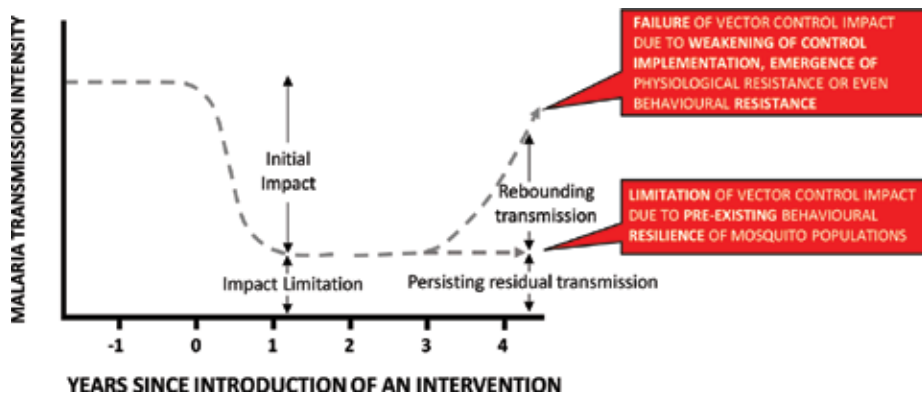 MALARIA TRANSMISSION INTENSITY
FAILURE OF VECTOR CONTROL IMPACT
DUE TO WEAKENING OF CONTROL
IMPLEMENTATION, EMERGENCE OF
PHYSIOLOGICAL RESISTANCE OR EVEN
BEHAVIOURAL RESISTANCE
Initial
Impact
Rebounding
transmission
LIMITATION OF VECTOR CONTROL IMPACT
DUE TO PRE-EXISTING BEHAVIOURAL
RESILIENCE OF MOSQUITO POPULATIONS
Impact Limitation
Persisting residual transmission
-1 0 1 2 3 4
YEARS SINCE INTRODUCTION OF AN INTERVENTION